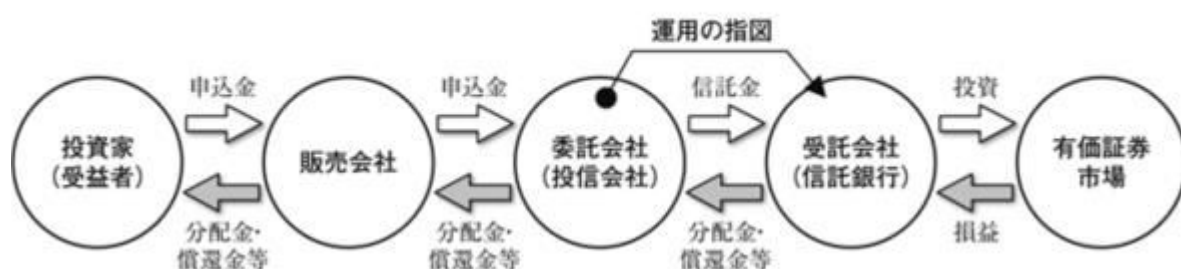 運用の指図
申込金
申込金
信託金
投資
投資家
（受益者）
販売会社
委託会社
（投信会社）
受託会社
（信託銀行）
有価証券
市場
分配金・
償還金等
分配金・
償還金等
分配金・
償還金等
損益